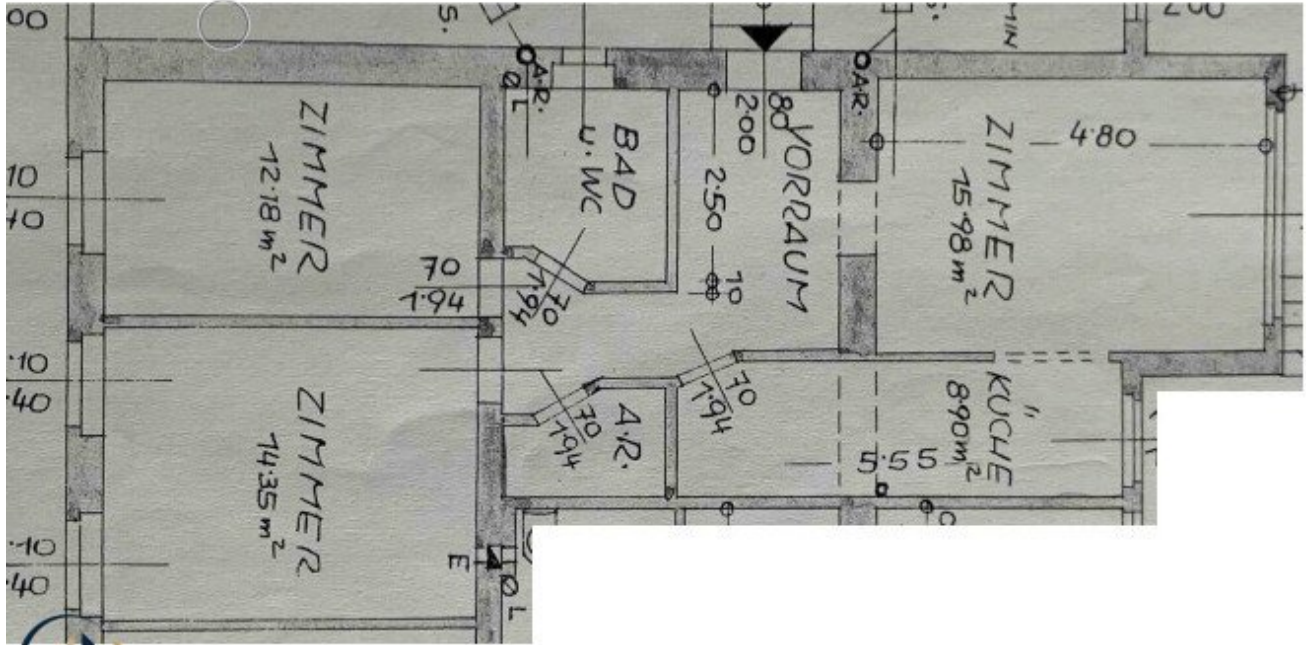 00
S.
S.
MIN
A.R.
Ø L
A.R.
ZIMMER
12.18 m²
BAD
u. WC
80
2.00
VORRAUM
2.50
10
ZIMMER
15.98 m²
4.80
10
70
1.94
70
1.94
.10
.40
ZIMMER
14.35 m²
70
1.94
A.R.
70
1.94
KÜCHE
8.90 m²
5.55
.10
.40
E
Ø L